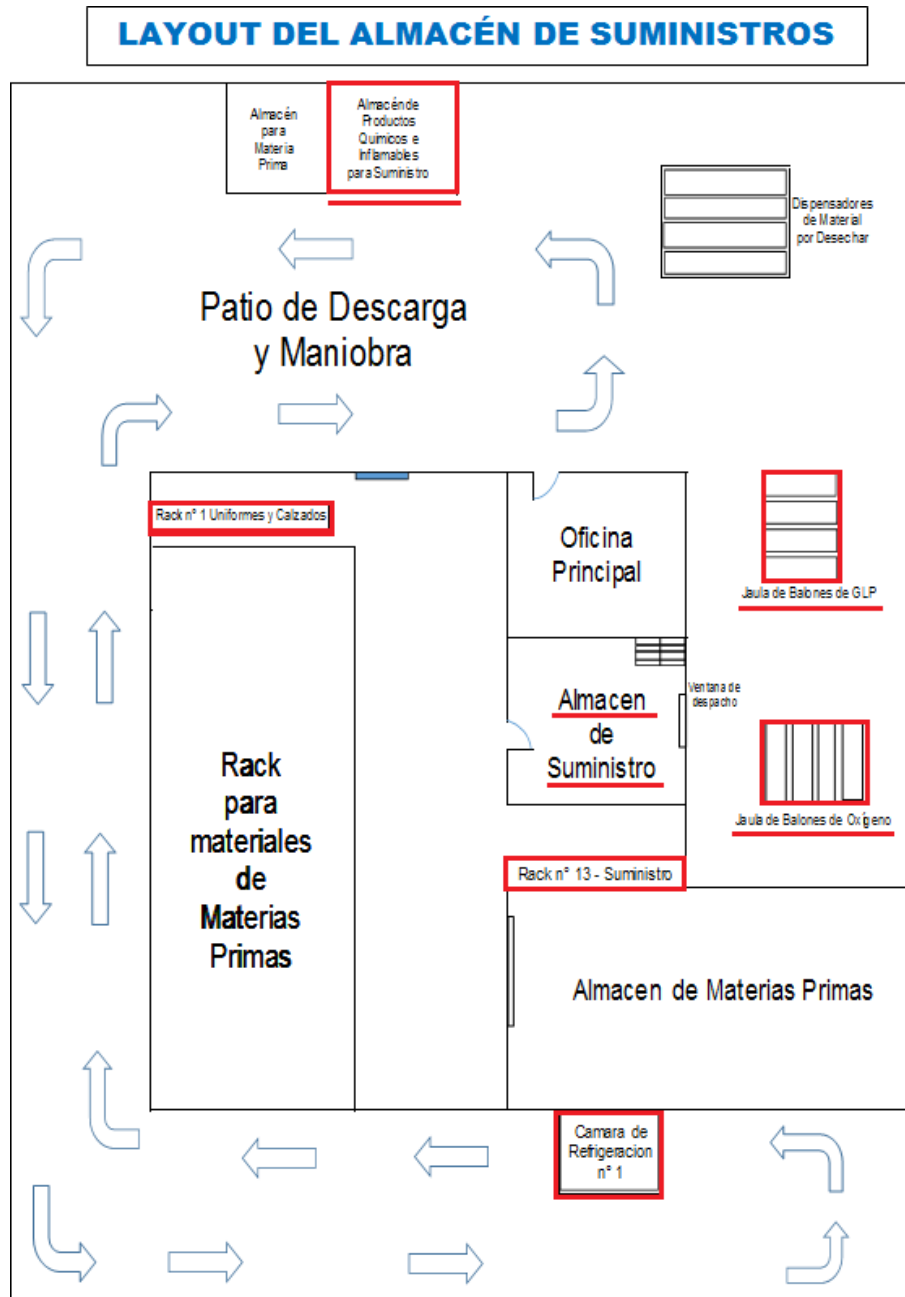 LAYOUT DEL ALMACÉN DE SUMINISTROS
Almacén
para
Materia
Prima
Almacén de
Productos
Quimicos e
Inflamables
para Suministro
Dispensadores
de Material
por Desechar
Patio de Descarga
y Maniobra
Rack n° 1 Uniformes y Calzados
Oficina
Principal
Jaula de Balones de GLP
Ventana de
despacho
Almacen
de
Suministro
Rack
para
materiales
de
Materias
Primas
Jaula de Balones de Oxígeno
Rack n° 13 - Suministro
Almacen de Materias Primas
Camara de
Refrigeracion
n° 1